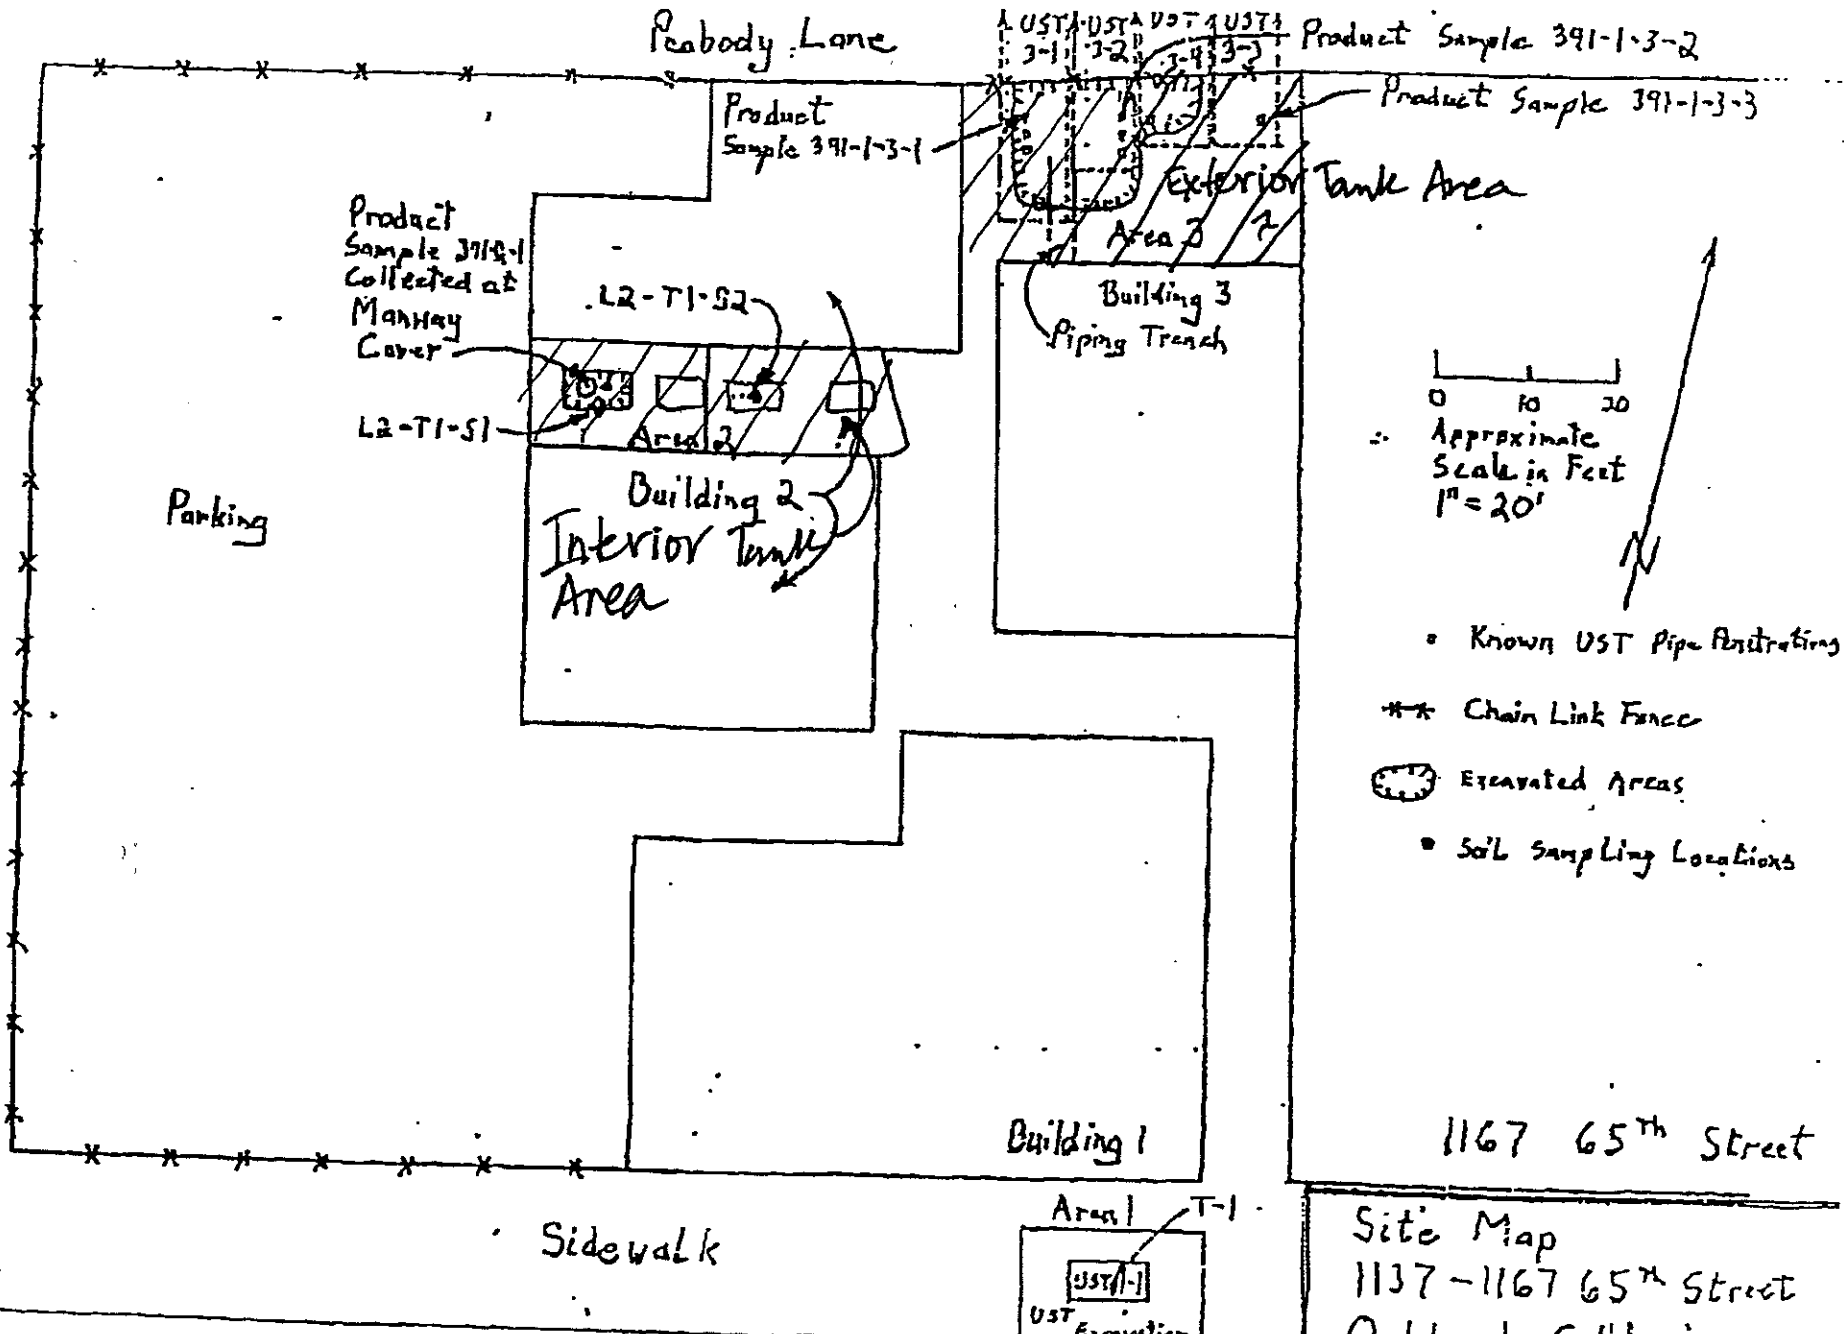 Peabody Lane
UST UST UST UST
3-1 3-2 3-4 3-3
Product Sample 391-1-3-2
Product Sample 391-1-3-3
Product
Sample 391-1-3-1
Exterior Tank Area
Area 3
Product
Sample
Collected at
Manway
Cover
L2-T1-S2
Building 3
Piping Trench
0 10 20
Approximate
Scale in Feet
1" = 20'
N
L2-T1-S1
Area 2
Building 2
Interior Tank
Area
Parking
Known UST Pipe Penetrations
Chain Link Fence
Excavated Areas
Soil Sampling Locations
Building 1
1167 65th Street
Area 1
T-1
Sidewalk
UST 1-1
UST
Excavation
Site Map
1137-1167 65th Street